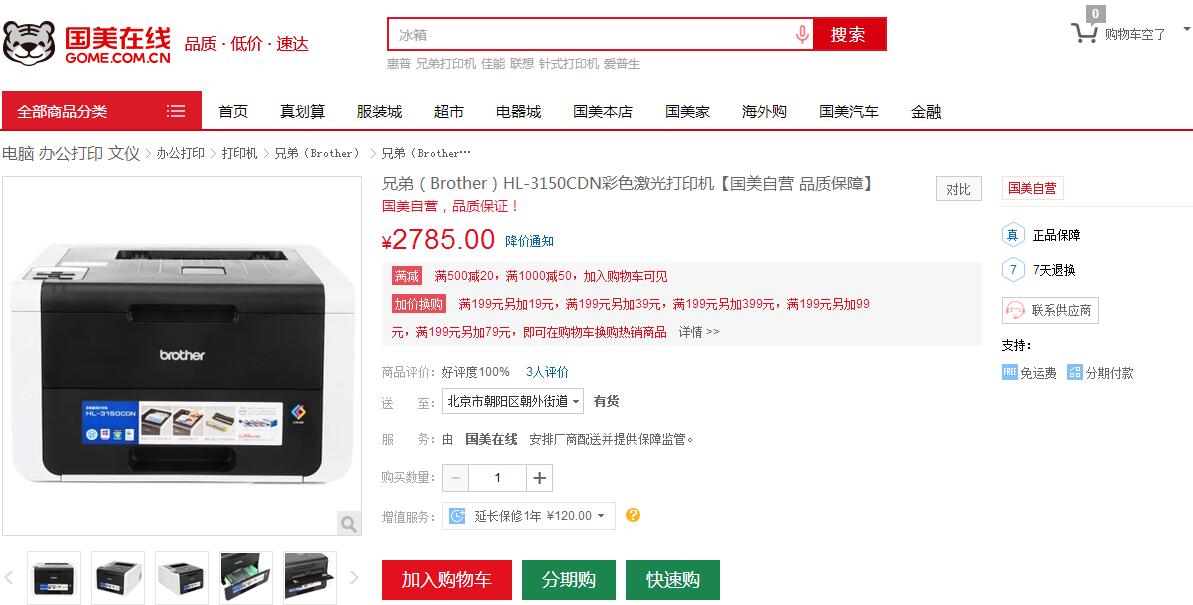 0
国美在线
GOME.COM.CN
品质 · 低价 · 速达
冰箱
搜索
购物车空了
惠普 兄弟打印机 佳能 联想 针式打印机 爱普生
全部商品分类
首页 真划算 服装城 超市 电器城 国美本店 国美家 海外购 国美汽车 金融
电脑 办公打印 文仪 > 办公打印 > 打印机 > 兄弟（Brother） > 兄弟（Brother…
兄弟（Brother）HL-3150CDN彩色激光打印机【国美自营 品质保障】
对比
国美自营
国美自营，品质保证！
¥2785.00 降价通知
真 正品保障
7 7天退换
满减 满500减20，满1000减50，加入购物车可见
加价换购 满199元另加19元，满199元另加39元，满199元另加399元，满199元另加99
元，满199元另加79元，即可在购物车换购热销商品 详情 >>
联系供应商
支持：
FREE 免运费 分期付款
brother
HL-3150CDN
商品评价: 好评度100% 3人评价
送 至: 北京市朝阳区朝外街道 有货
服 务: 由 国美在线 安排厂商配送并提供保障监管。
购买数量: − 1 +
增值服务: 延长保修1年 ¥120.00 ?
加入购物车 分期购 快速购